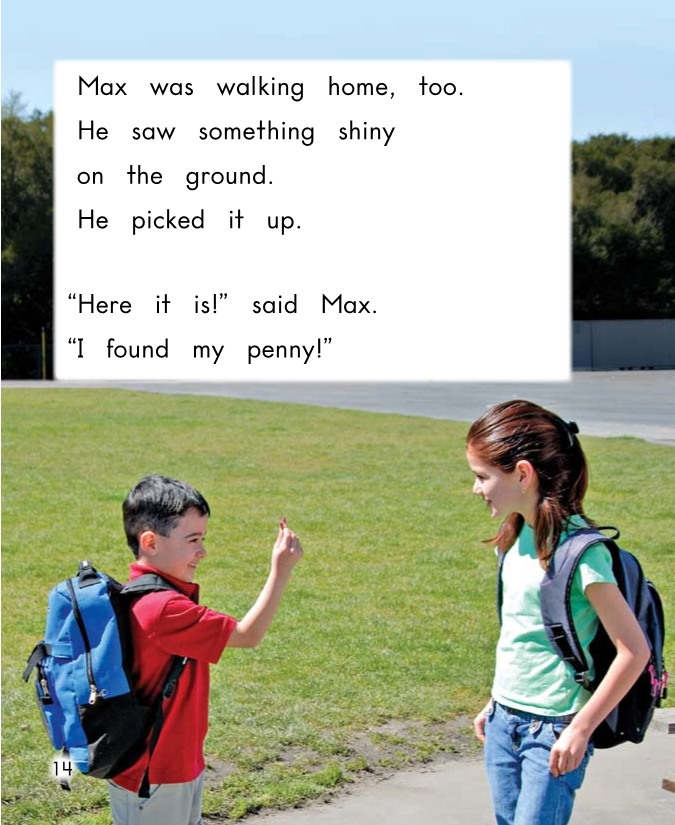 Max was walking home, too.
He saw something shiny
on the ground.
He picked it up.
“Here it is!” said Max.
“I found my penny!”
14